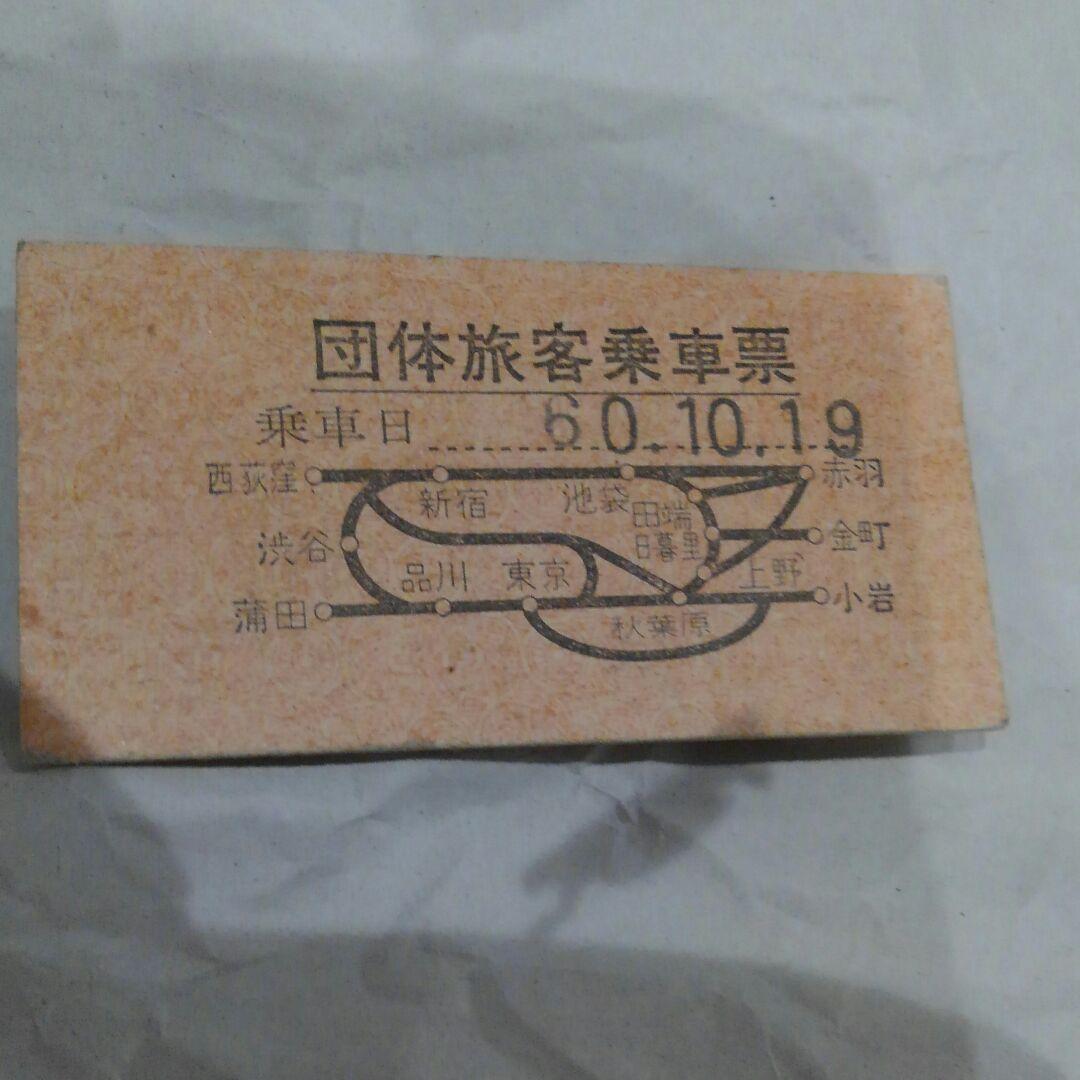 団体旅客乗車票
乗車日 60.10.19
西荻窪
新宿
池袋
赤羽
田端
渋谷
日暮里
金町
品川
東京
上野
蒲田
秋葉原
小岩